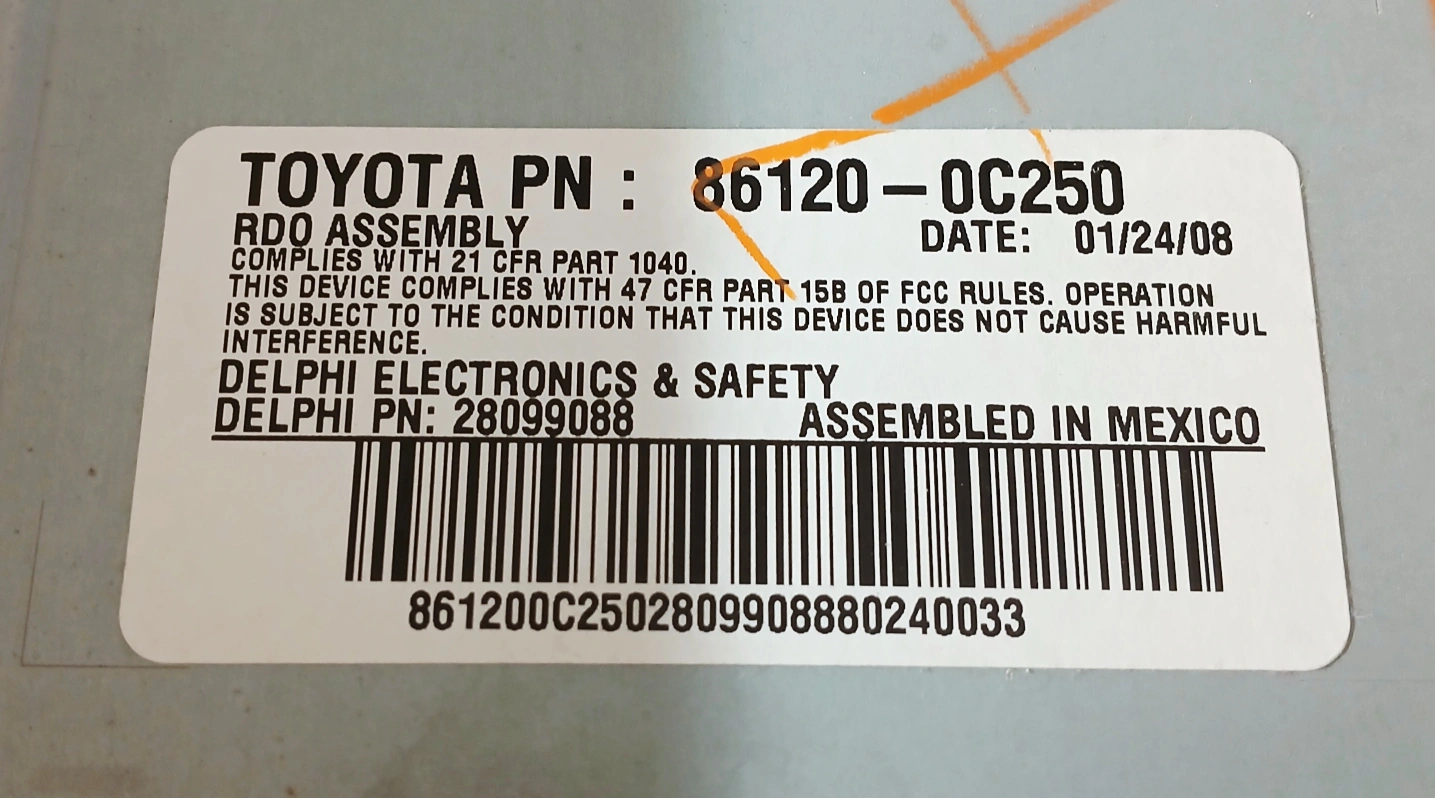 TOYOTA PN : 86120-0C250
RDO ASSEMBLY DATE: 01/24/08
COMPLIES WITH 21 CFR PART 1040.
THIS DEVICE COMPLIES WITH 47 CFR PART 15B OF FCC RULES. OPERATION
IS SUBJECT TO THE CONDITION THAT THIS DEVICE DOES NOT CAUSE HARMFUL
INTERFERENCE.
DELPHI ELECTRONICS & SAFETY
DELPHI PN: 28099088 ASSEMBLED IN MEXICO
861200C2502809908880240033